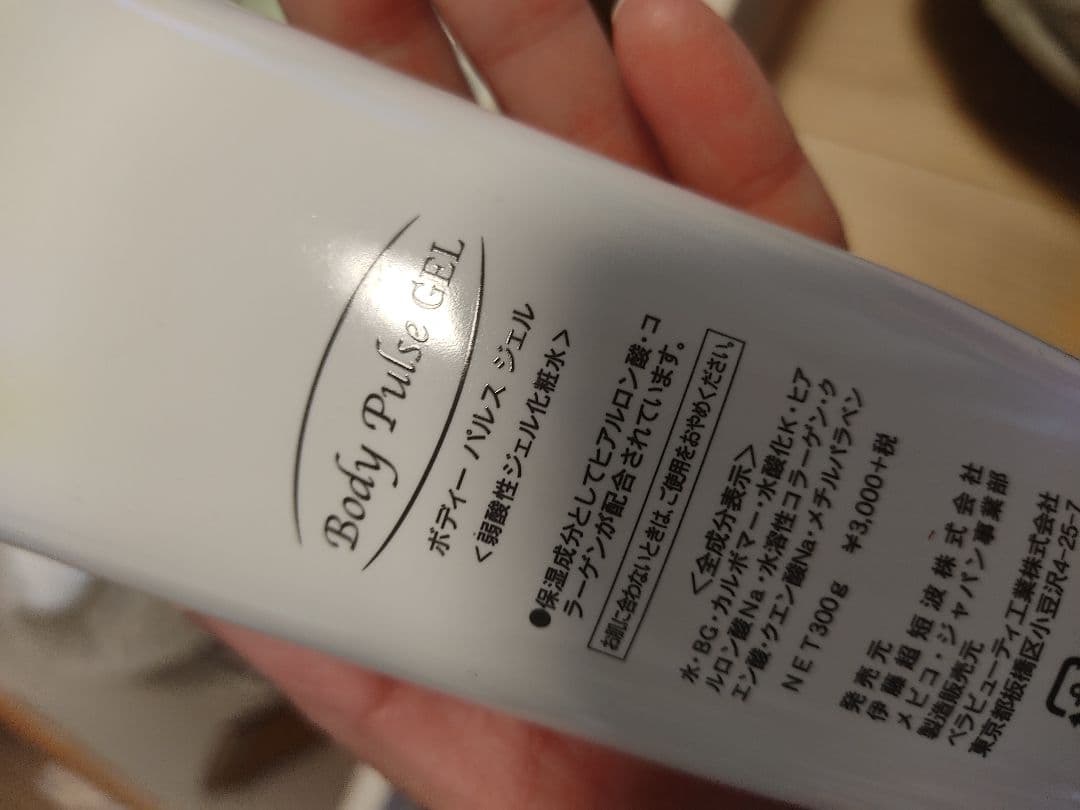 Body Pulse GEL
ボディー パルス ジェル
<弱酸性ジェル化粧水>
●保湿成分としてヒアルロン酸・コ
ラーゲンが配合されています。
お肌に合わないときは、ご使用をおやめください。
<全成分表示>
水・BG・カルボマー・水酸化K・ヒア
ルロン酸Na・水溶性コラーゲン・ク
エン酸・クエン酸Na・メチルパラベン
NET300g ¥3,000+税
発売元
伊藤超短波株式会社
メビコ・ジャパン事業部
製造販売元
ベラビューティ工業株式会社
東京都板橋区小豆沢4-25-7